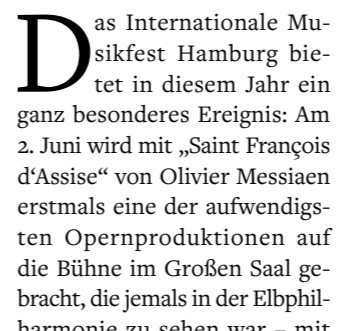 Das Internationale Mu-
sikfest Hamburg bie-
tet in diesem Jahr ein
ganz besonderes Ereignis: Am
2. Juni wird mit „Saint François
d‘Assise“ von Olivier Messiaen
erstmals eine der aufwendigs-
ten Opernproduktionen auf
die Bühne im Großen Saal ge-
bracht, die jemals in der Elbphil-
harmonie zu sehen war – mit